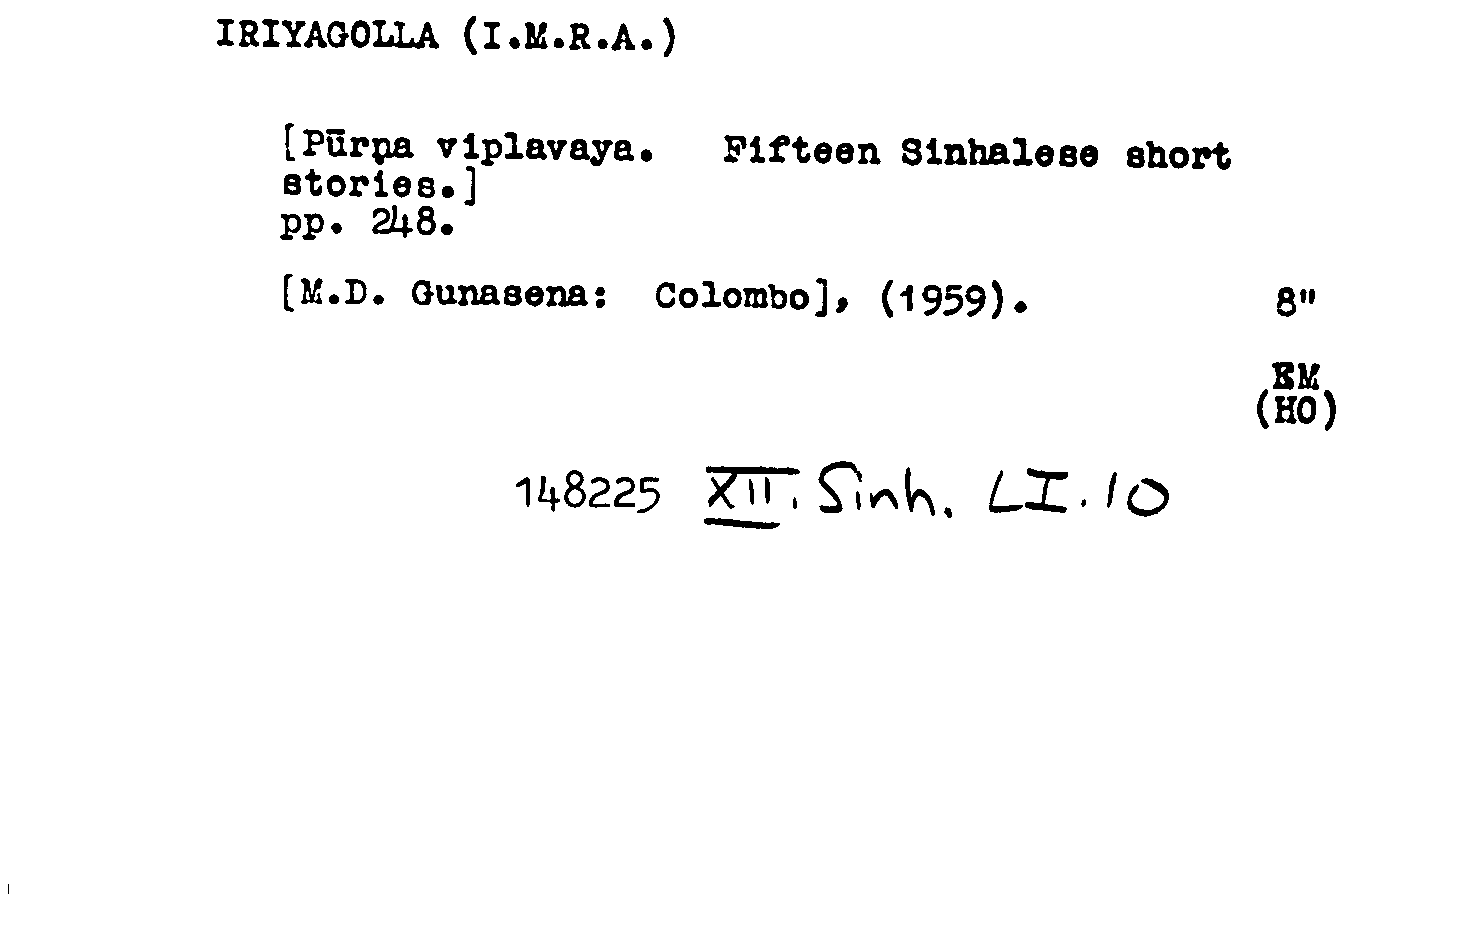 IRIYAGOLLA (I.M.R.A.)
[Pūrṇa viplavaya. Fifteen Sinhalese short
stories.]
pp. 248.
[M.D. Gunasena: Colombo], (1959). 8"
EM
(HO)
148225 XII. Sinh. LI.10